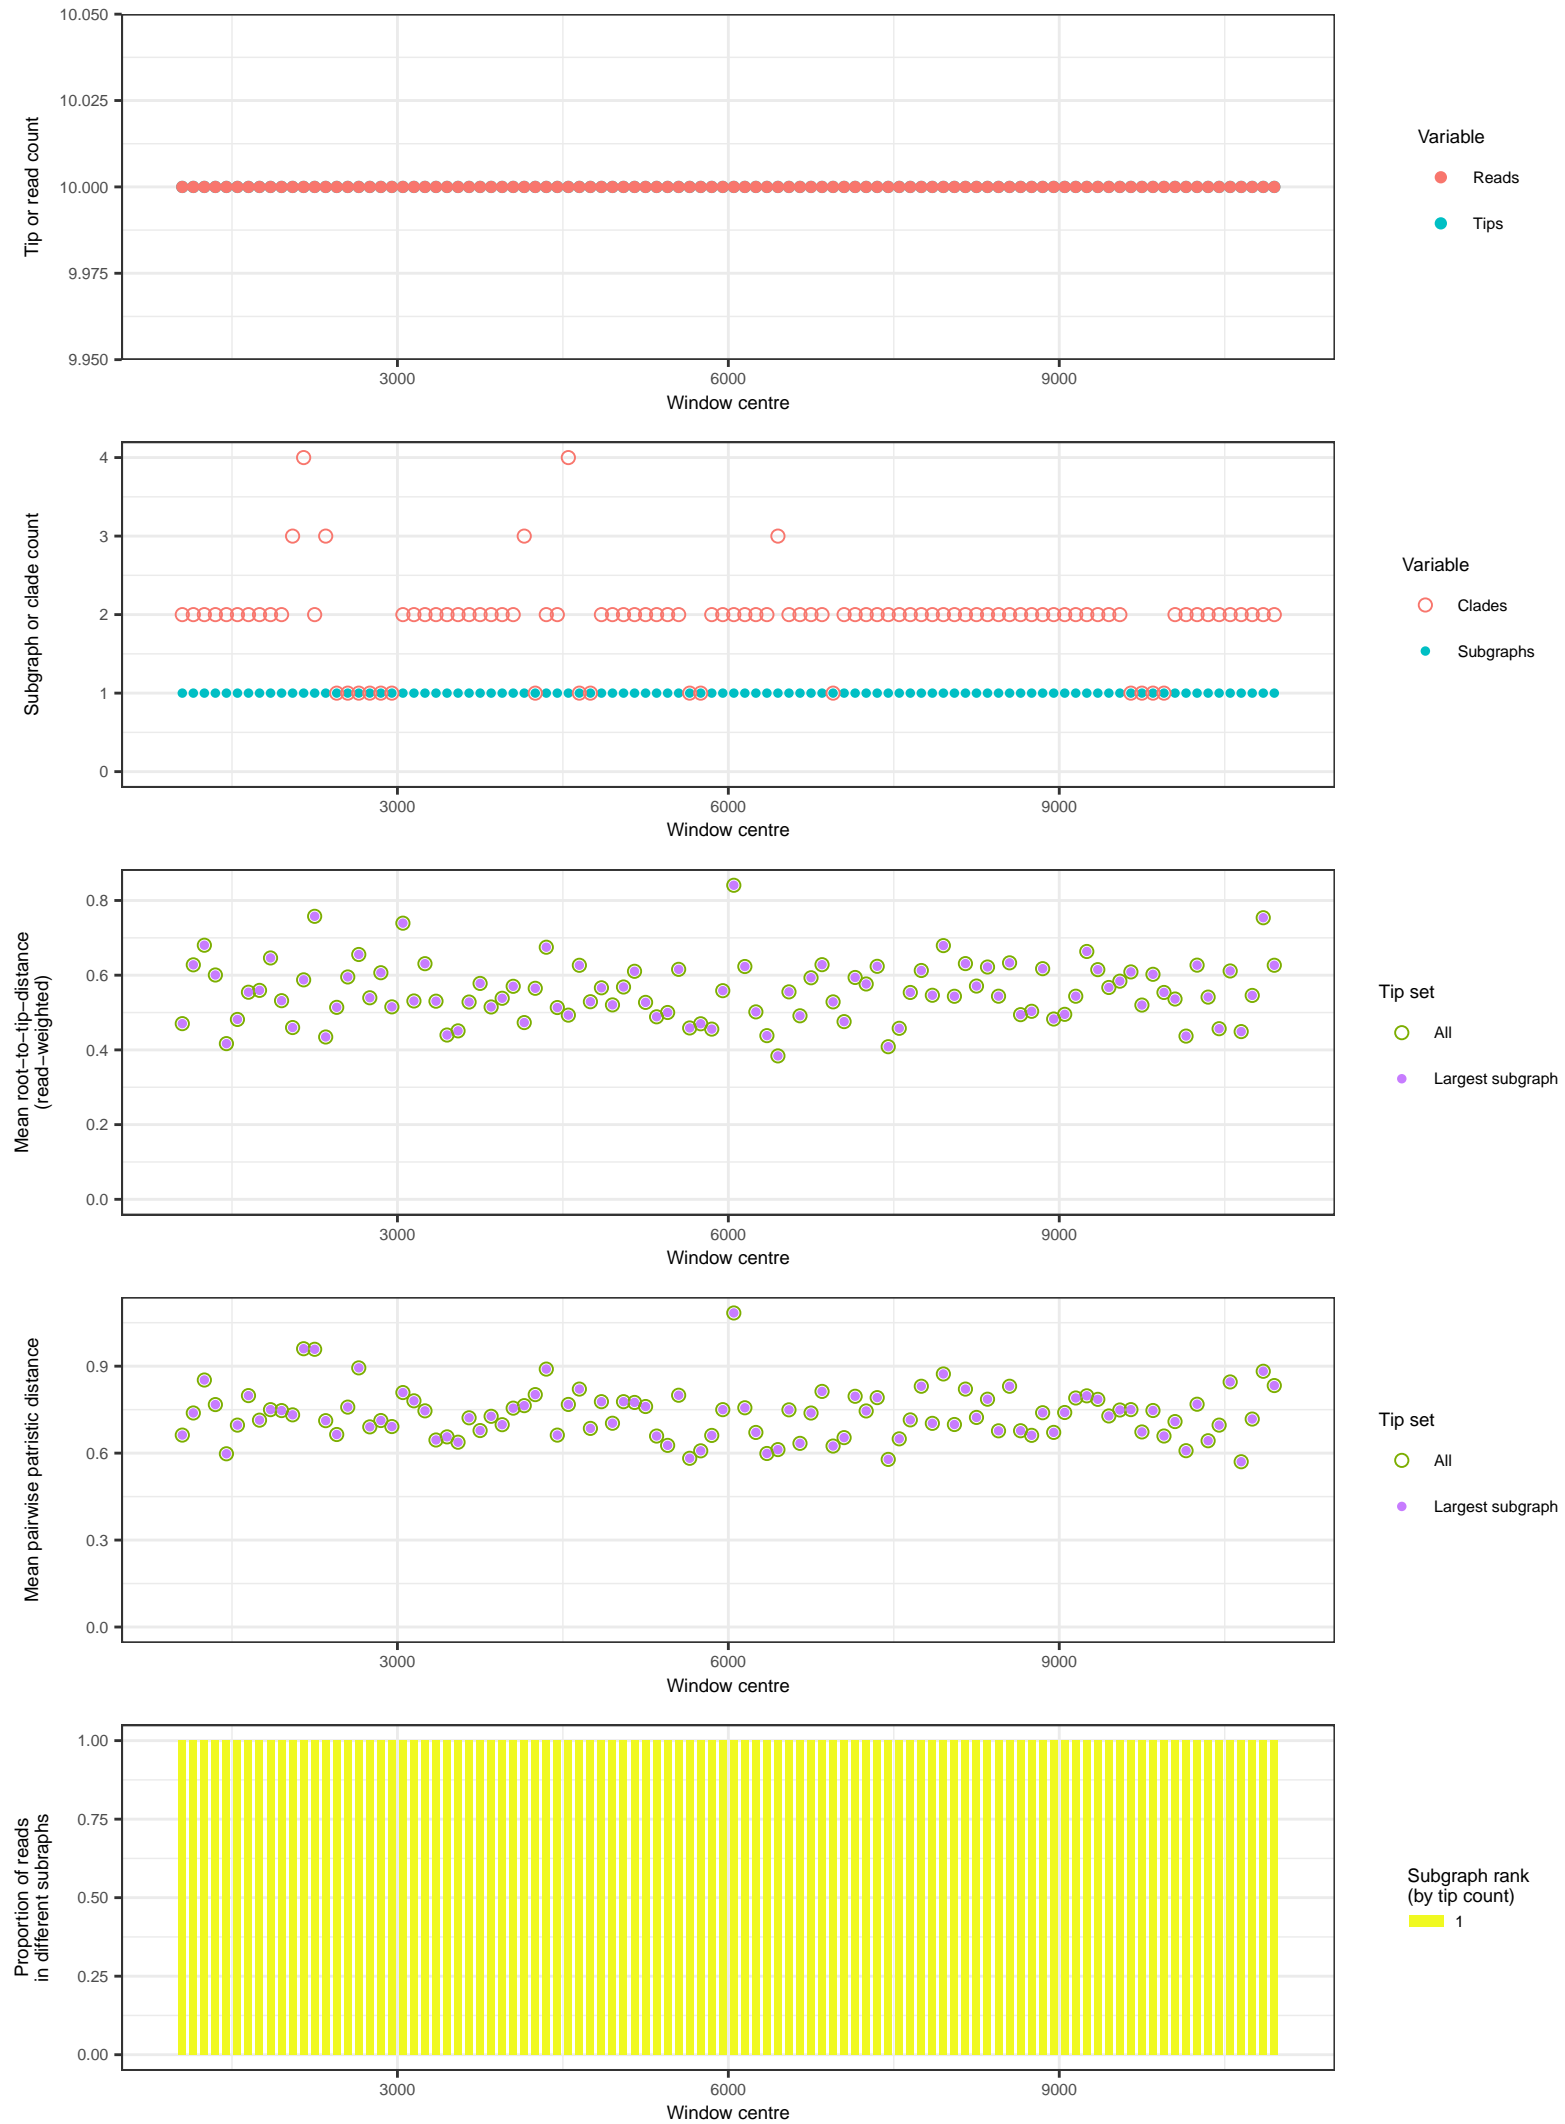 10.050
10.025
10.000
9.975
9.950
Tip or read count
3000
6000
9000
Window centre
Variable
Reads
Tips
4
3
2
1
0
Subgraph or clade count
3000
6000
9000
Window centre
Variable
Clades
Subgraphs
0.8
0.6
0.4
0.2
0.0
Mean root−to−tip−distance
(read−weighted)
3000
6000
9000
Window centre
Tip set
All
Largest subgraph
0.9
0.6
0.3
0.0
Mean pairwise patristic distance
3000
6000
9000
Window centre
Tip set
All
Largest subgraph
1.00
0.75
0.50
0.25
0.00
Proportion of reads
in different subraphs
3000
6000
9000
Window centre
Subgraph rank
(by tip count)
1